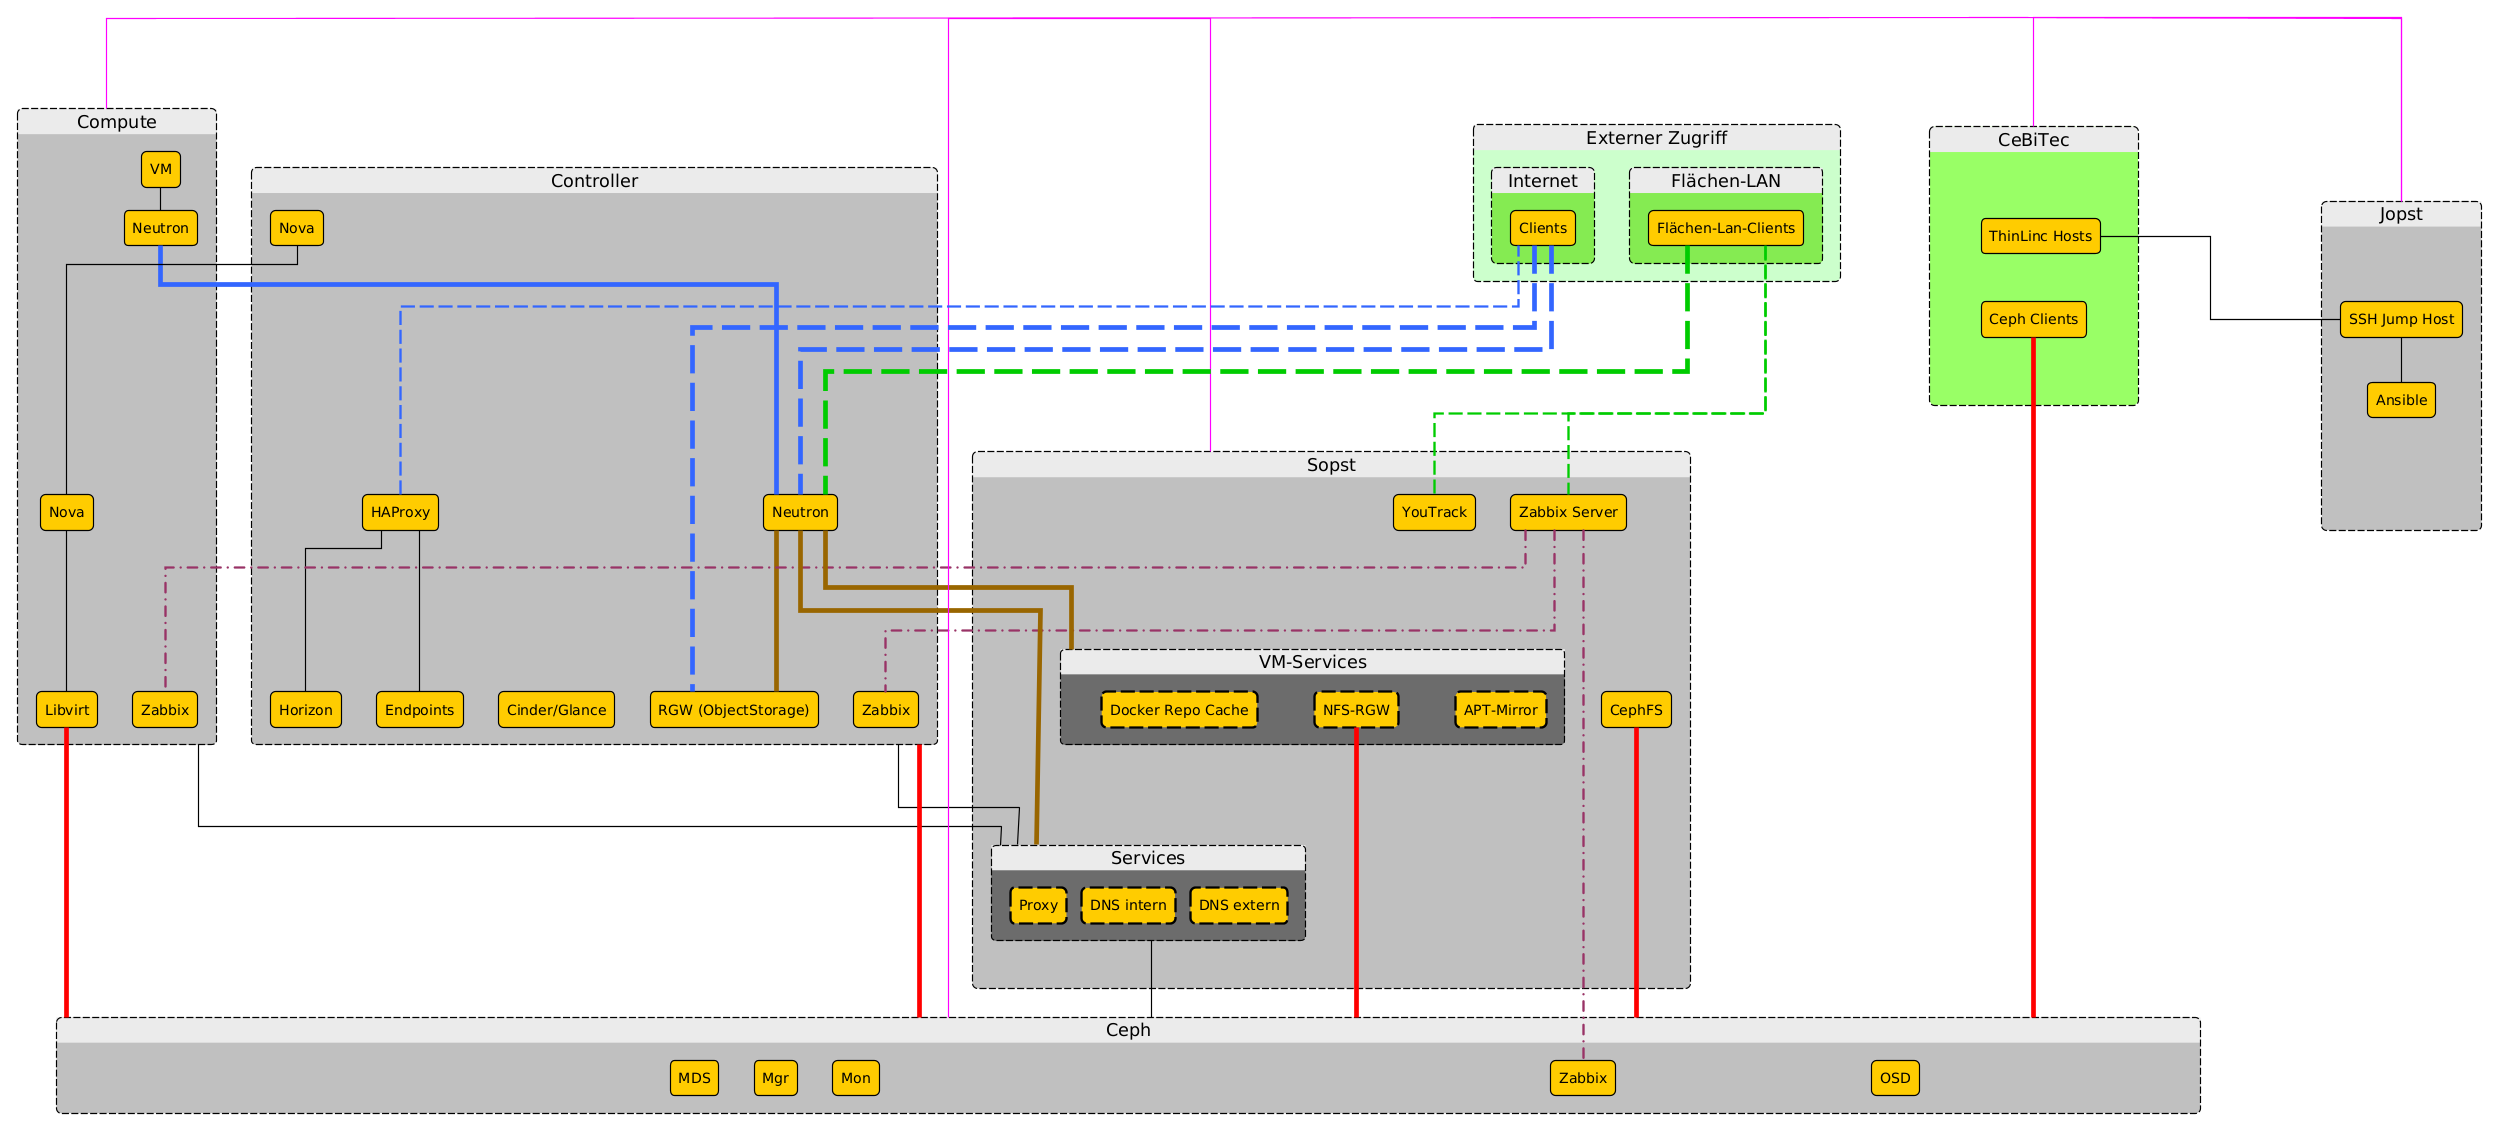 Compute
VM
Neutron
Nova
Libvirt
Zabbix
Controller
Nova
HAProxy
Neutron
Horizon
Endpoints
Cinder/Glance
RGW (ObjectStorage)
Zabbix
Externer Zugriff
Internet
Clients
Flächen-LAN
Flächen-Lan-Clients
CeBiTec
ThinLinc Hosts
Ceph Clients
Jopst
SSH Jump Host
Ansible
Sopst
YouTrack
Zabbix Server
VM-Services
Docker Repo Cache
NFS-RGW
APT-Mirror
CephFS
Services
Proxy
DNS intern
DNS extern
Ceph
MDS
Mgr
Mon
Zabbix
OSD